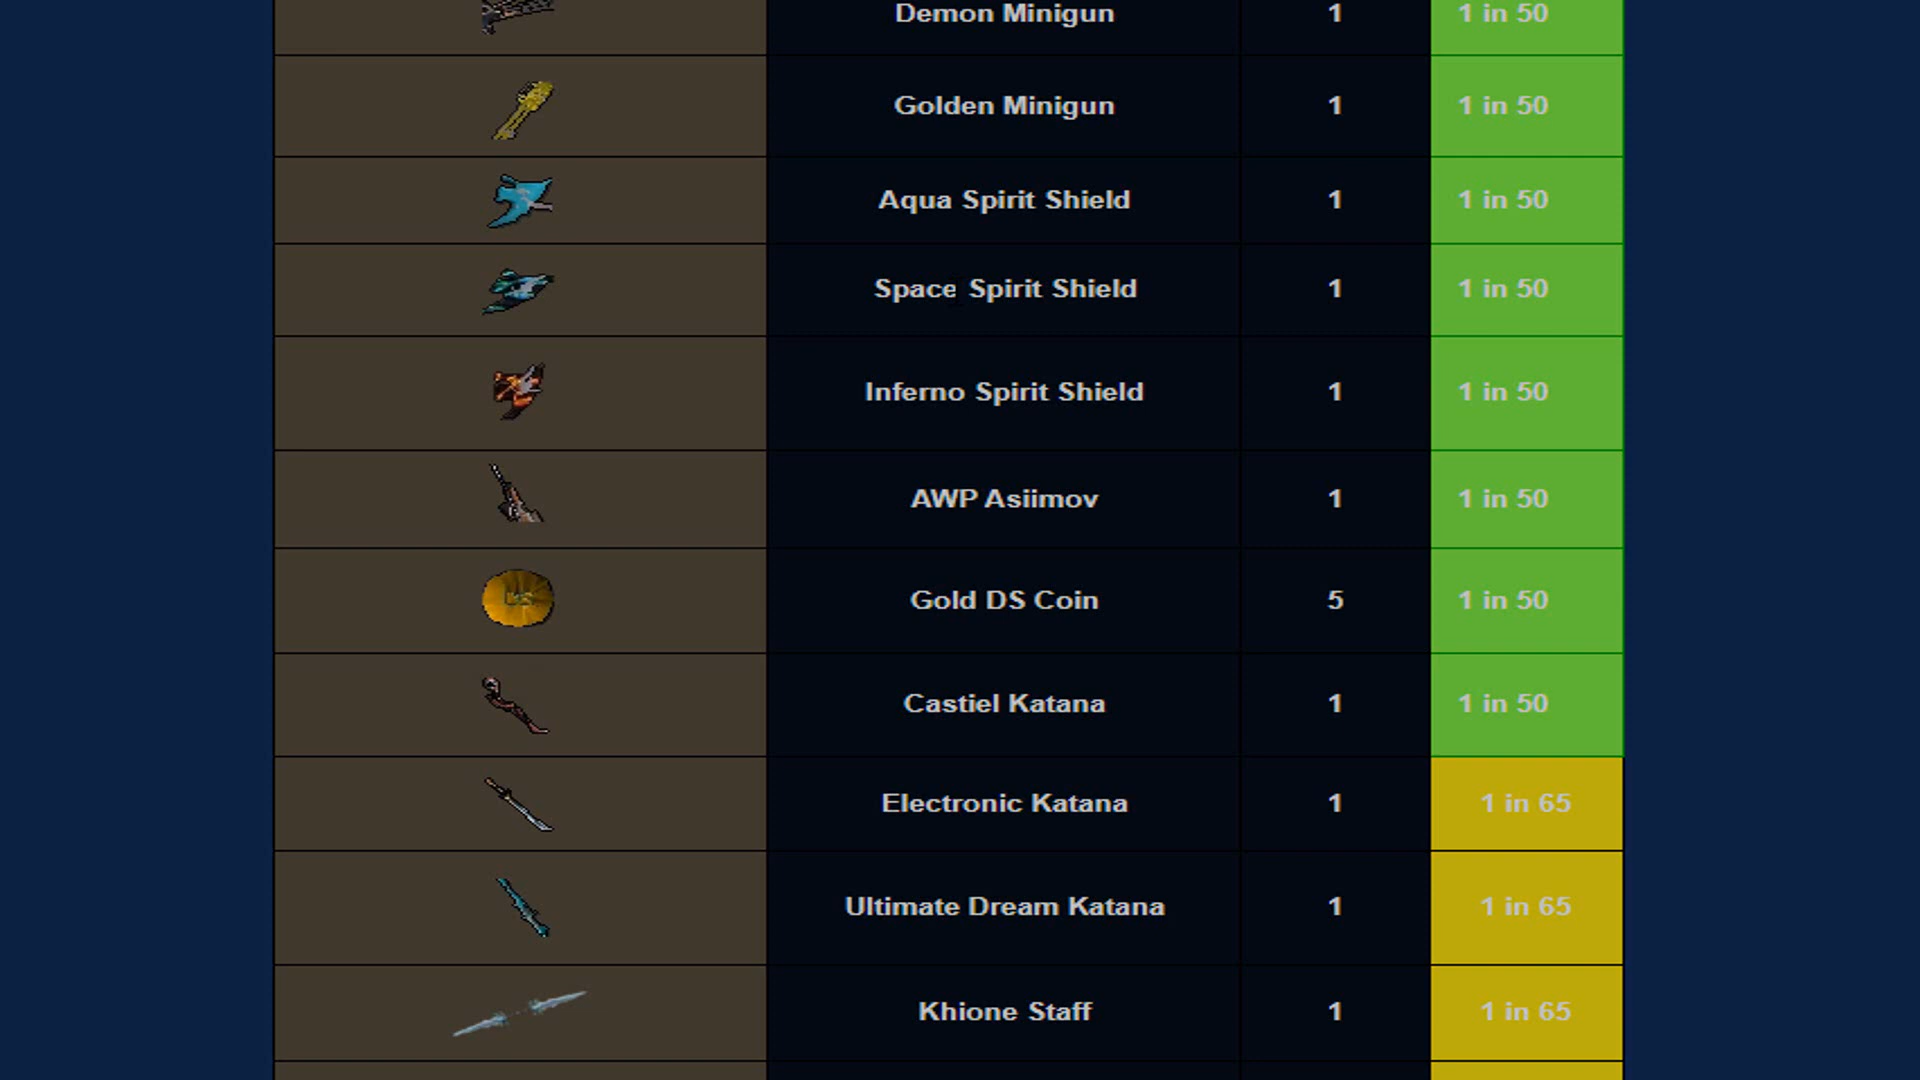 Demon Minigun 1 1 in 50
Golden Minigun 1 1 in 50
Aqua Spirit Shield 1 1 in 50
Space Spirit Shield 1 1 in 50
Inferno Spirit Shield 1 1 in 50
AWP Asiimov 1 1 in 50
Gold DS Coin 5 1 in 50
Castiel Katana 1 1 in 50
Electronic Katana 1 1 in 65
Ultimate Dream Katana 1 1 in 65
Khione Staff 1 1 in 65